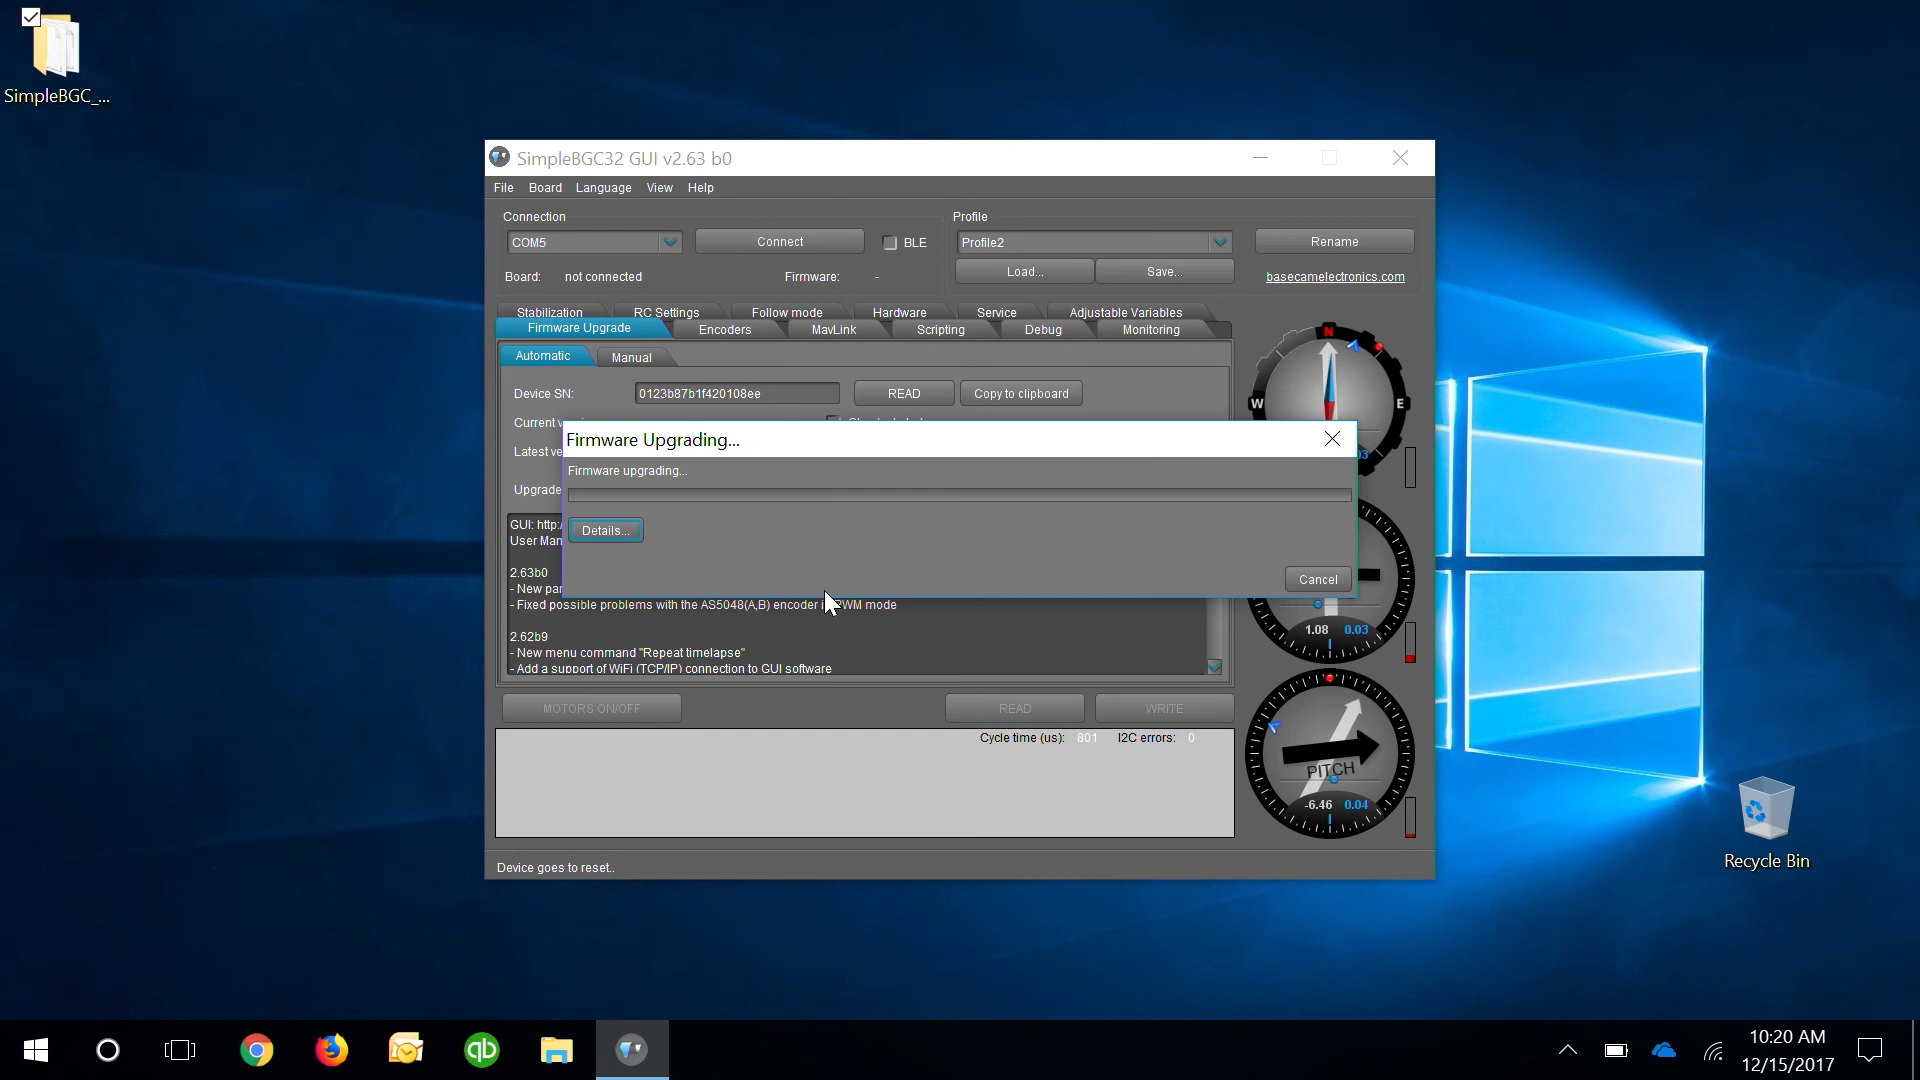 SimpleBGC_...
SimpleBGC32 GUI v2.63 b0
File Board Language View Help
Connection
Profile
COM5
Connect
BLE
Profile2
Rename
Board: not connected
Firmware: -
Load...
Save...
basecamelectronics.com
Stabilization RC Settings Follow mode Hardware Service Adjustable Variables
Firmware Upgrade Encoders MavLink Scripting Debug Monitoring
Automatic Manual
Device SN: 0123b87b1f420108ee READ Copy to clipboard
Current
Latest
Upgrade
Firmware Upgrading...
Firmware upgrading...
Details...
Cancel
GUI: http:
User
2.63b0
- New
- Fixed possible problems with the AS5048(A,B) encoder mode
2.62b9
- New menu command "Repeat timelapse"
- Add a support of WiFi (TCP/IP) connection to GUI software
MOTORS ON/OFF READ WRITE
Cycle time (us): 801 I2C errors: 0
N
W
E
1.08 0.03
PITCH
-6.46 0.04
Device goes to reset..
Recycle Bin
qb
10:20 AM
12/15/2017